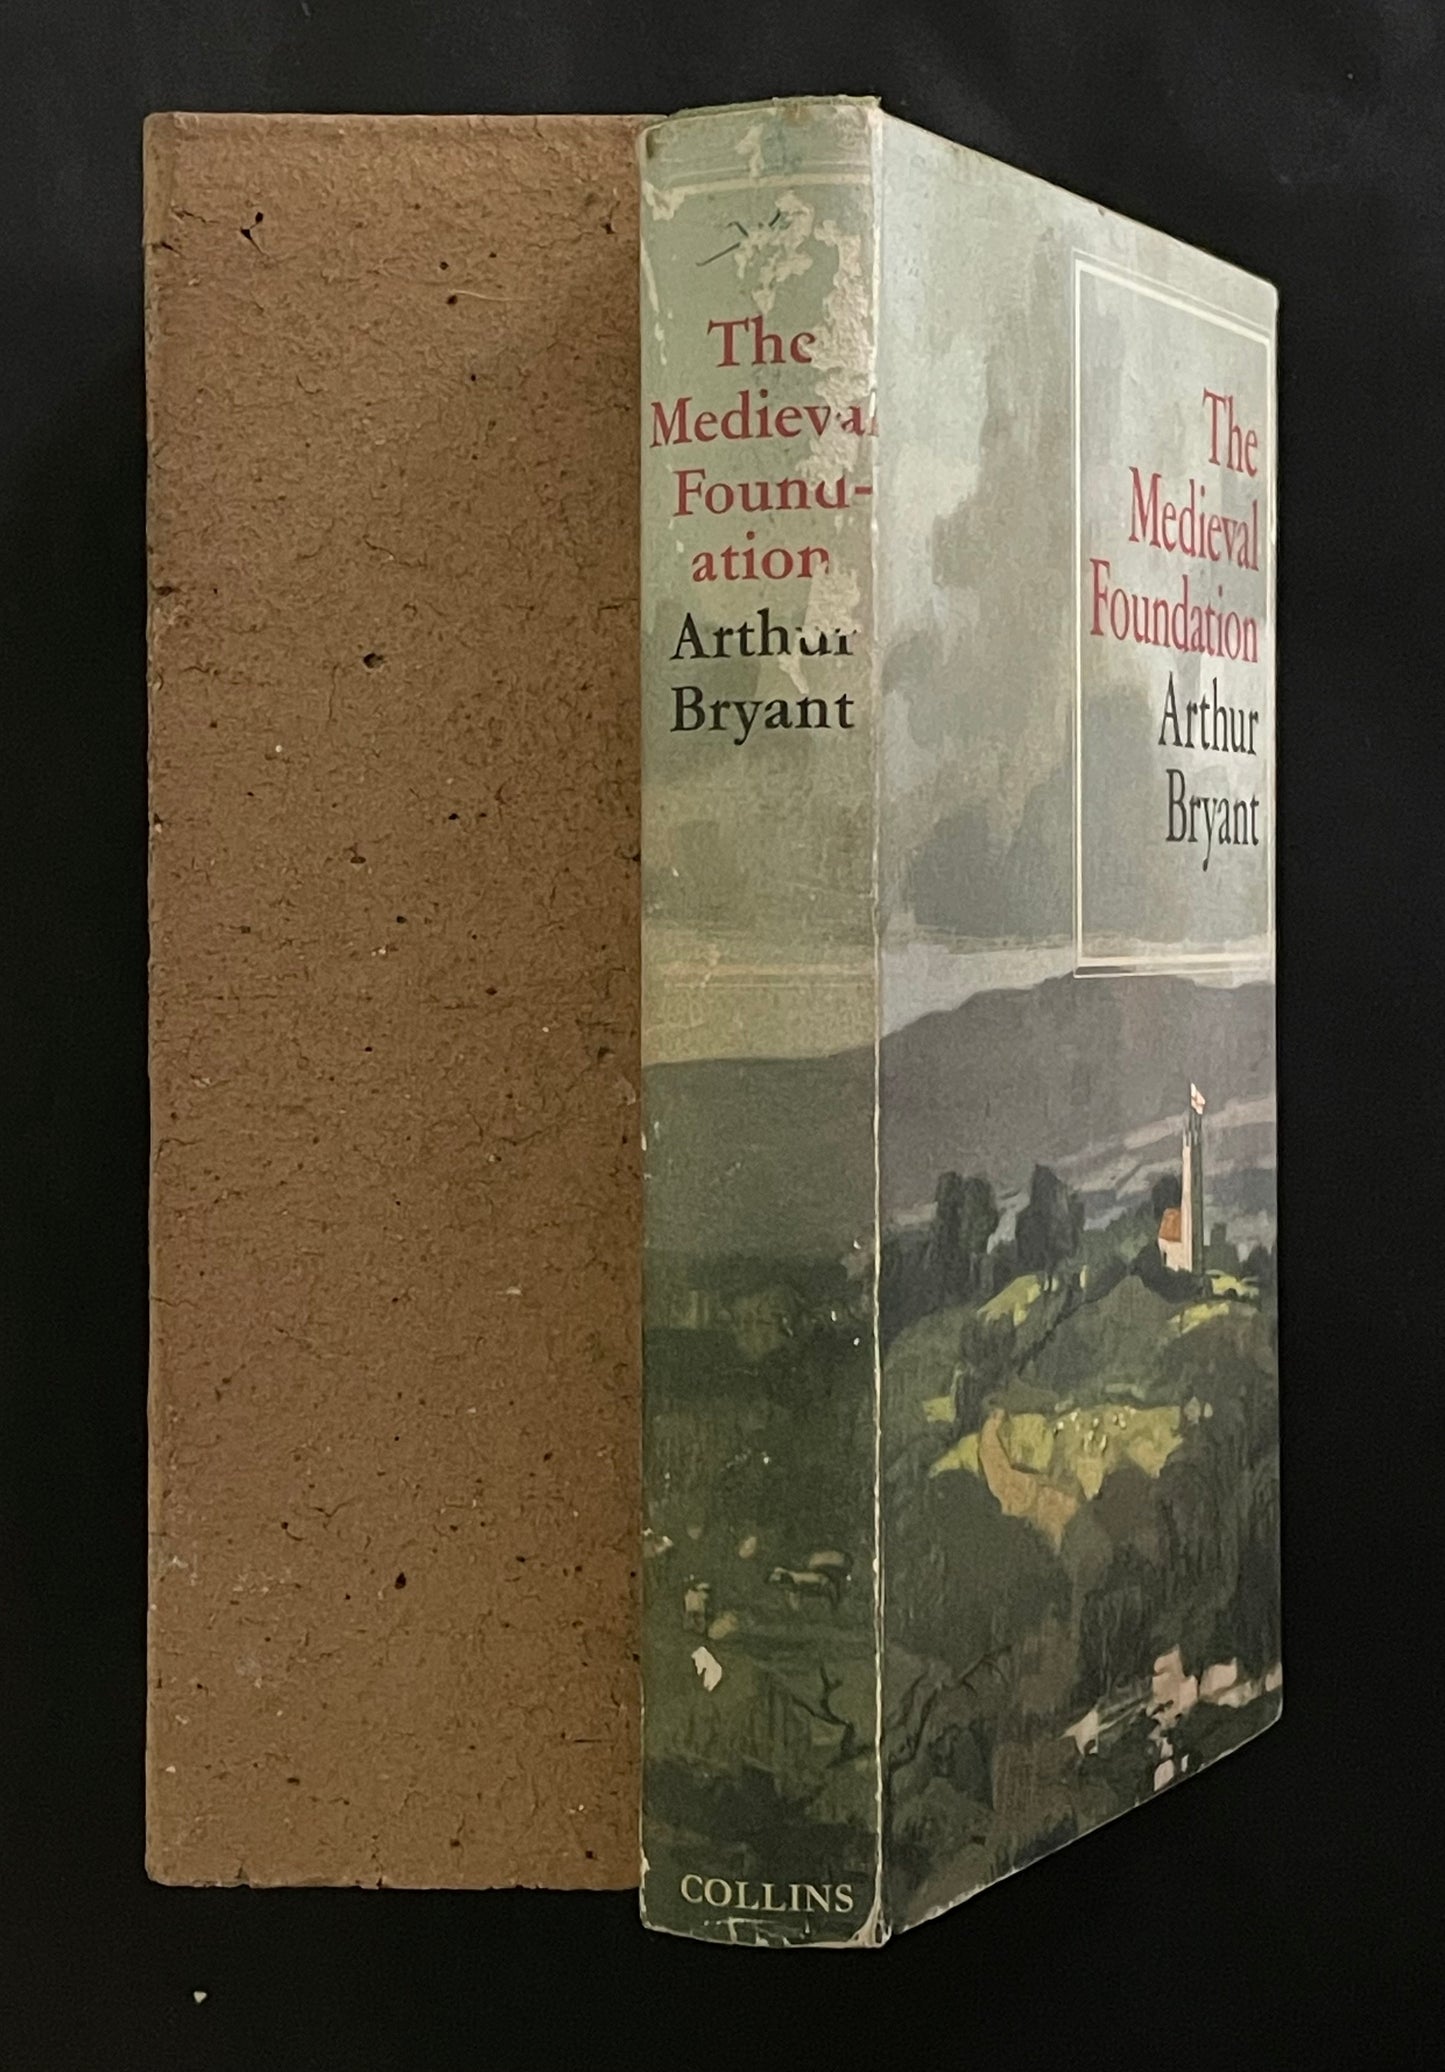 The
Medieval
Found-
ation
Arthur
Bryant
COLLINS
The
Medieval
Foundation
Arthur
Bryant